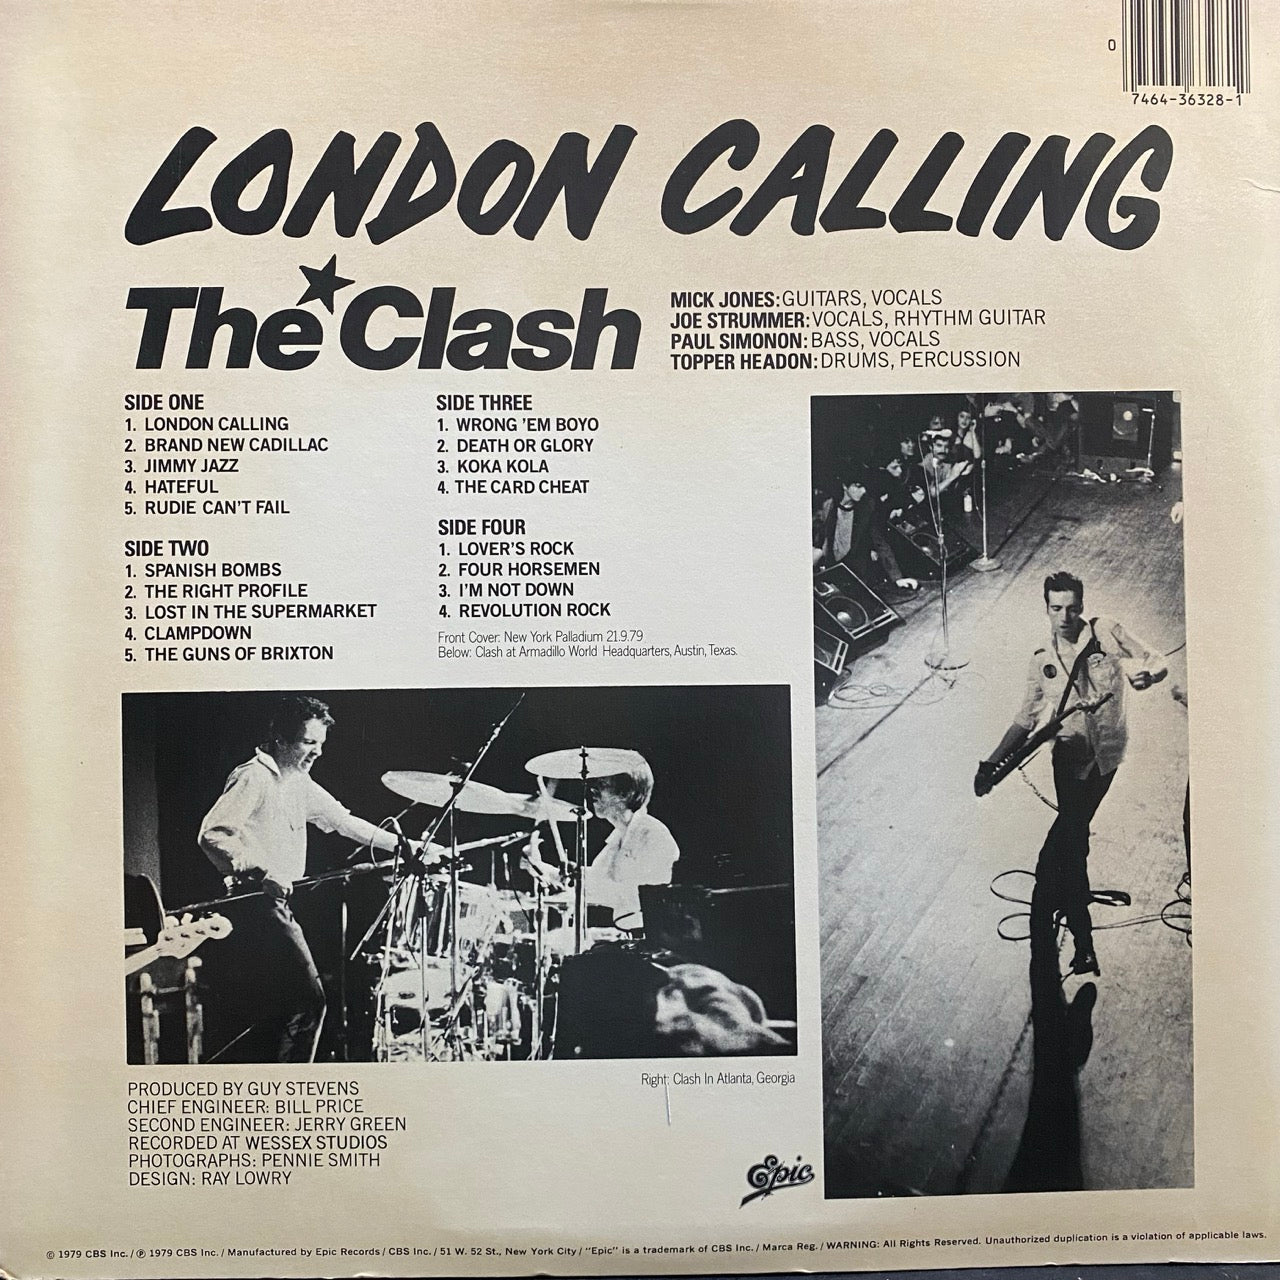 0
7464-36328-1
LONDON CALLING
The Clash
MICK JONES: GUITARS, VOCALS
JOE STRUMMER: VOCALS, RHYTHM GUITAR
PAUL SIMONON: BASS, VOCALS
TOPPER HEADON: DRUMS, PERCUSSION
SIDE ONE
1. LONDON CALLING
2. BRAND NEW CADILLAC
3. JIMMY JAZZ
4. HATEFUL
5. RUDIE CAN'T FAIL
SIDE TWO
1. SPANISH BOMBS
2. THE RIGHT PROFILE
3. LOST IN THE SUPERMARKET
4. CLAMPDOWN
5. THE GUNS OF BRIXTON
SIDE THREE
1. WRONG 'EM BOYO
2. DEATH OR GLORY
3. KOKA KOLA
4. THE CARD CHEAT
SIDE FOUR
1. LOVER'S ROCK
2. FOUR HORSEMEN
3. I'M NOT DOWN
4. REVOLUTION ROCK
Front Cover: New York Palladium 21.9.79
Below: Clash at Armadillo World Headquarters, Austin, Texas.
Right: Clash In Atlanta, Georgia
PRODUCED BY GUY STEVENS
CHIEF ENGINEER: BILL PRICE
SECOND ENGINEER: JERRY GREEN
RECORDED AT WESSEX STUDIOS
PHOTOGRAPHS: PENNIE SMITH
DESIGN: RAY LOWRY
Epic
© 1979 CBS Inc. / ℗ 1979 CBS Inc. / Manufactured by Epic Records / CBS Inc. / 51 W. 52 St., New York City / "Epic" is a trademark of CBS Inc. / Marca Reg. / WARNING: All Rights Reserved. Unauthorized duplication is a violation of applicable laws.